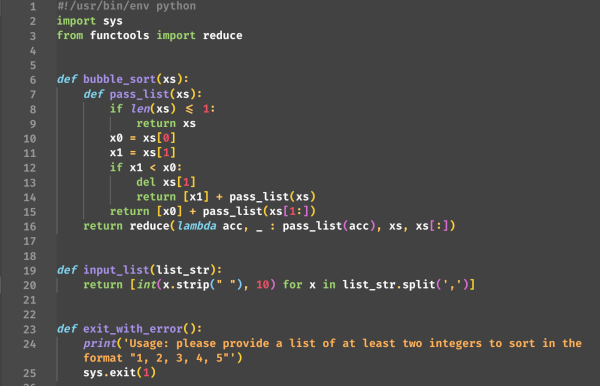 1 #!/usr/bin/env python
2 import sys
3 from functools import reduce
4
5
6 def bubble_sort(xs):
7     def pass_list(xs):
8         if len(xs) <= 1:
9             return xs
10         x0 = xs[0]
11         x1 = xs[1]
12         if x1 < x0:
13             del xs[1]
14             return [x1] + pass_list(xs)
15         return [x0] + pass_list(xs[1:])
16     return reduce(lambda acc, _ : pass_list(acc), xs, xs[:])
17
18
19 def input_list(list_str):
20     return [int(x.strip(" "), 10) for x in list_str.split(',')]
21
22
23 def exit_with_error():
24     print('Usage: please provide a list of at least two integers to sort in the
format "1, 2, 3, 4, 5"')
25     sys.exit(1)